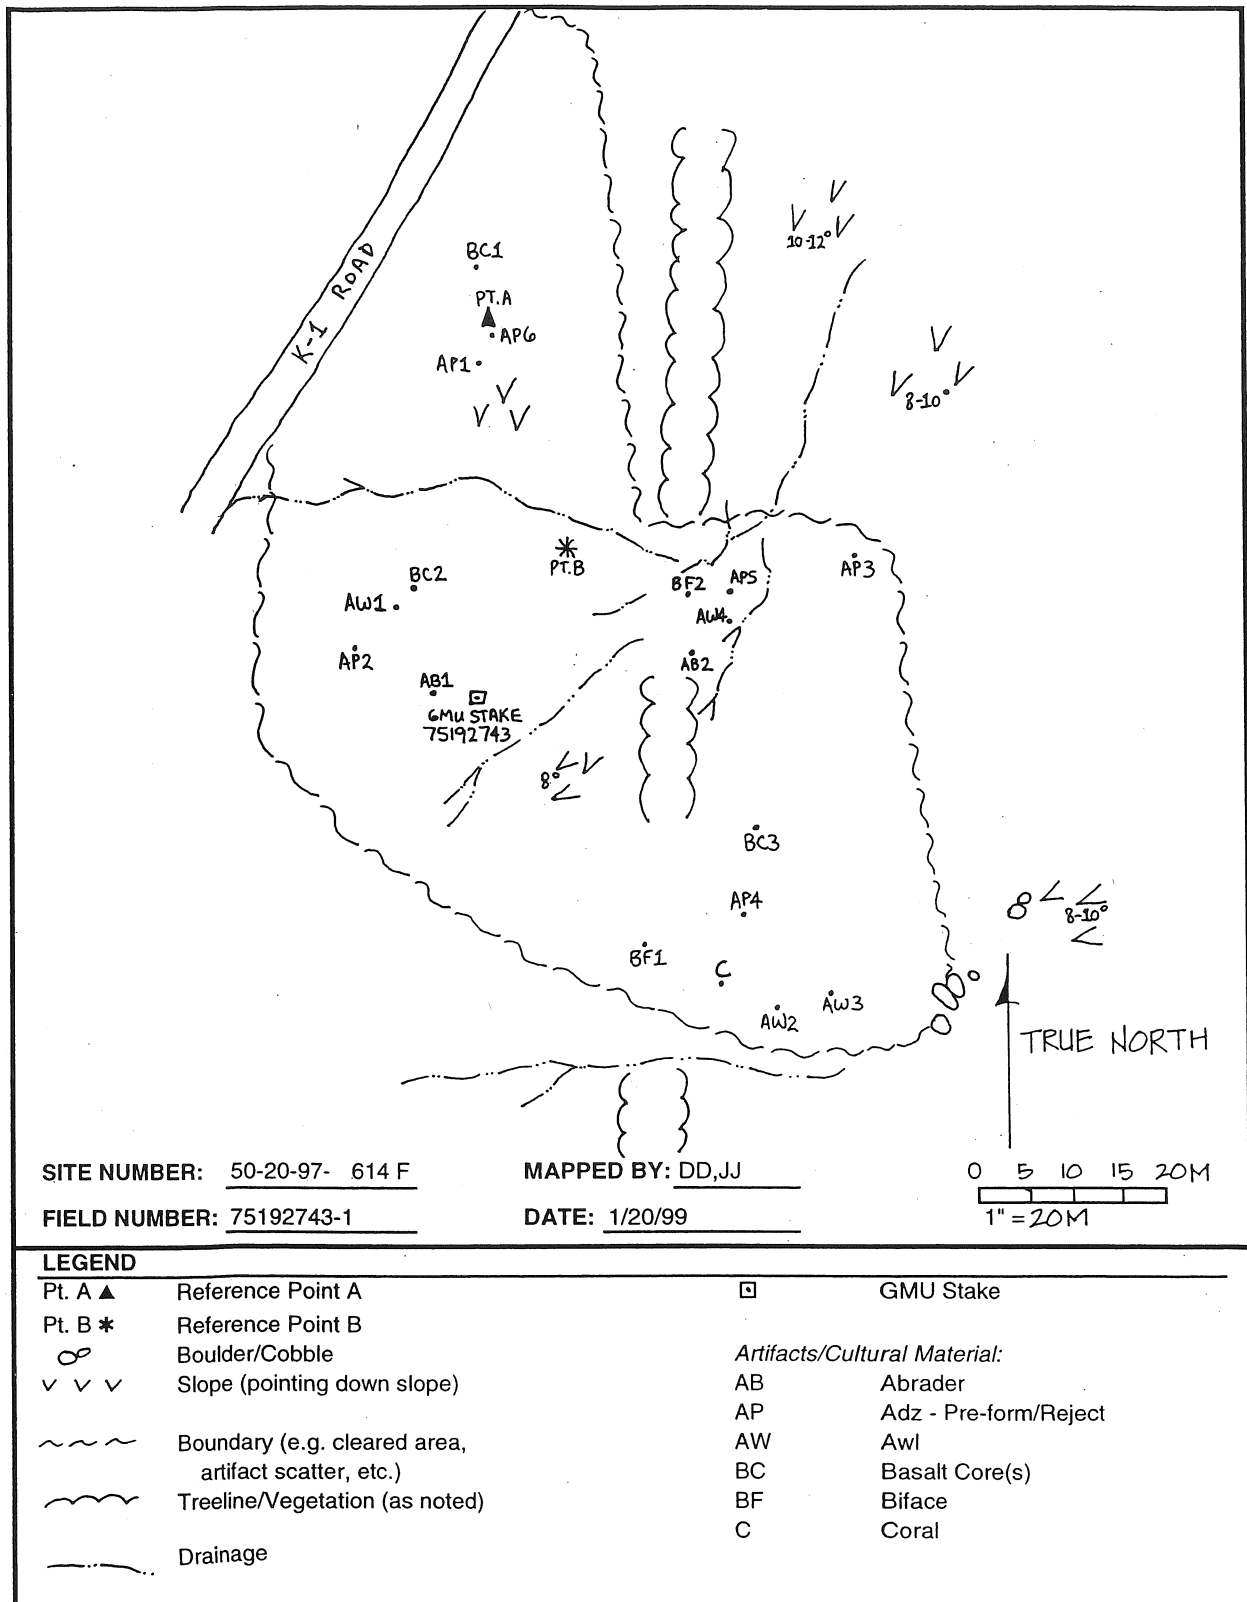 BC1
PT.A
AP6
AP1
K-1 ROAD
10-12°
8-10°
PT.B
BC2
AW1
AP2
AB1
GMU STAKE
75192743
BF2
AP5
AW4
AB2
AP3
8°
BC3
AP4
BF1
C
AW2
AW3
8-10°
TRUE NORTH
SITE NUMBER: 50-20-97- 614 F
MAPPED BY: DD,JJ
0 5 10 15 20M
FIELD NUMBER: 75192743-1
DATE: 1/20/99
1" = 20M
LEGEND
Pt. A Reference Point A
GMU Stake
Pt. B Reference Point B
Boulder/Cobble
Artifacts/Cultural Material:
v v v Slope (pointing down slope)
AB Abrader
AP Adz - Pre-form/Reject
Boundary (e.g. cleared area,
artifact scatter, etc.)
AW Awl
BC Basalt Core(s)
Treeline/Vegetation (as noted)
BF Biface
C Coral
Drainage